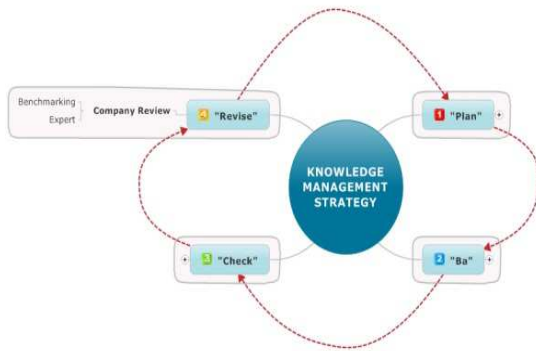 Benchmarking
Expert
Company Review
4 "Revise"
1 "Plan"
KNOWLEDGE
MANAGEMENT
STRATEGY
3 "Check"
2 "Ba"